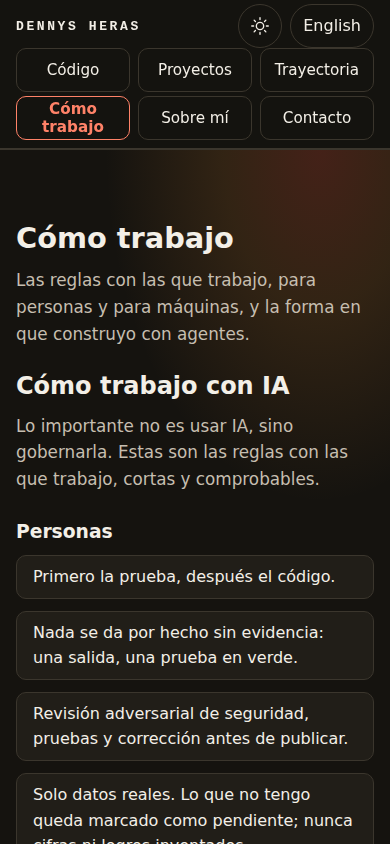 DENNYS HERAS
English
Código
Proyectos
Trayectoria
Cómo
trabajo
Sobre mí
Contacto
Cómo trabajo
Las reglas con las que trabajo, para
personas y para máquinas, y la forma en
que construyo con agentes.
Cómo trabajo con IA
Lo importante no es usar IA, sino
gobernarla. Estas son las reglas con las
que trabajo, cortas y comprobables.
Personas
Primero la prueba, después el código.
Nada se da por hecho sin evidencia:
una salida, una prueba en verde.
Revisión adversarial de seguridad,
pruebas y corrección antes de publicar.
Solo datos reales. Lo que no tengo
queda marcado como pendiente; nunca
cifras ni logros inventados.